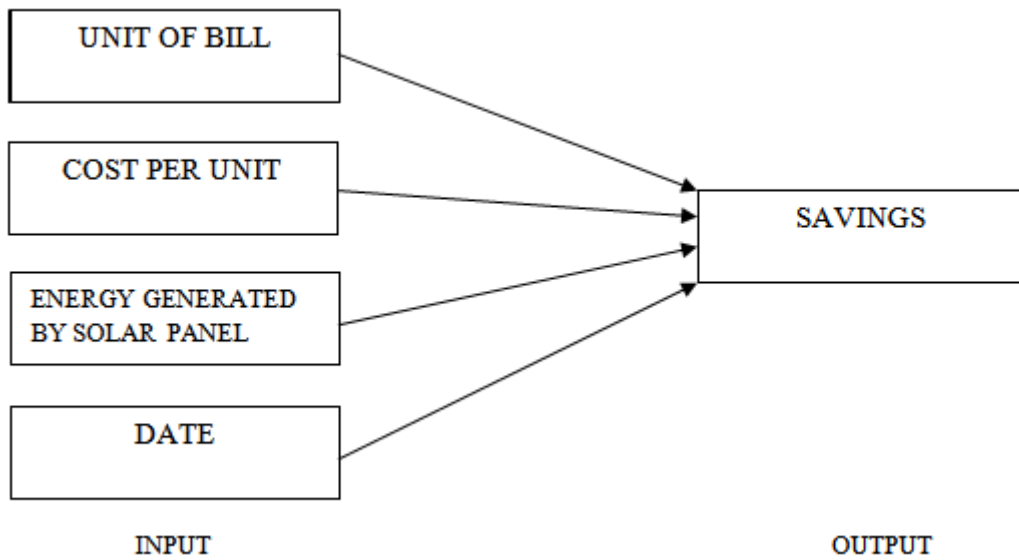 UNIT OF BILL
COST PER UNIT
ENERGY GENERATED
BY SOLAR PANEL
DATE
SAVINGS
INPUT
OUTPUT